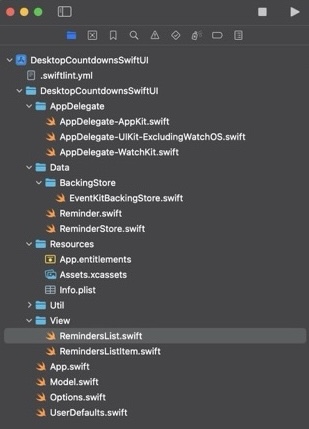 DesktopCountdownsSwiftUI
.swiftlint.yml
DesktopCountdownsSwiftUI
AppDelegate
AppDelegate-AppKit.swift
AppDelegate-UIKit-ExcludingWatchOS.swift
AppDelegate-WatchKit.swift
Data
BackingStore
EventKitBackingStore.swift
Reminder.swift
ReminderStore.swift
Resources
App.entitlements
Assets.xcassets
Info.plist
Util
View
RemindersList.swift
RemindersListItem.swift
App.swift
Model.swift
Options.swift
UserDefaults.swift